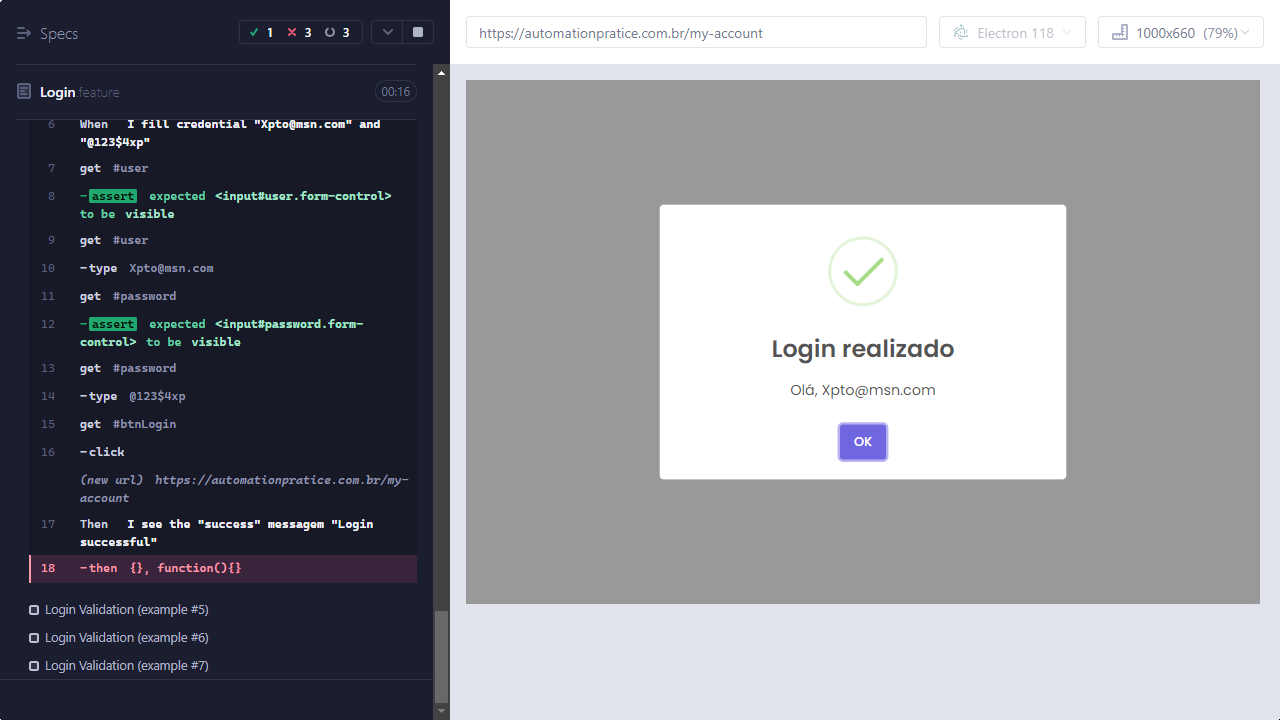 Specs
1
3
3
Login.feature
00:16
6 When I fill credential "Xpto@msn.com" and
"@123$4xp"
7 get #user
8 -assert expected <input#user.form-control>
to be visible
9 get #user
10 -type Xpto@msn.com
11 get #password
12 -assert expected <input#password.form-
control> to be visible
13 get #password
14 -type @123$4xp
15 get #btnLogin
16 -click
(new url) https://automationpratice.com.br/my-
account
17 Then I see the "success" messagem "Login
successful"
18 -then {}, function(){}
Login Validation (example #5)
Login Validation (example #6)
Login Validation (example #7)
https://automationpratice.com.br/my-account
Electron 118
1000x660 (79%)
Login realizado
Olá, Xpto@msn.com
OK